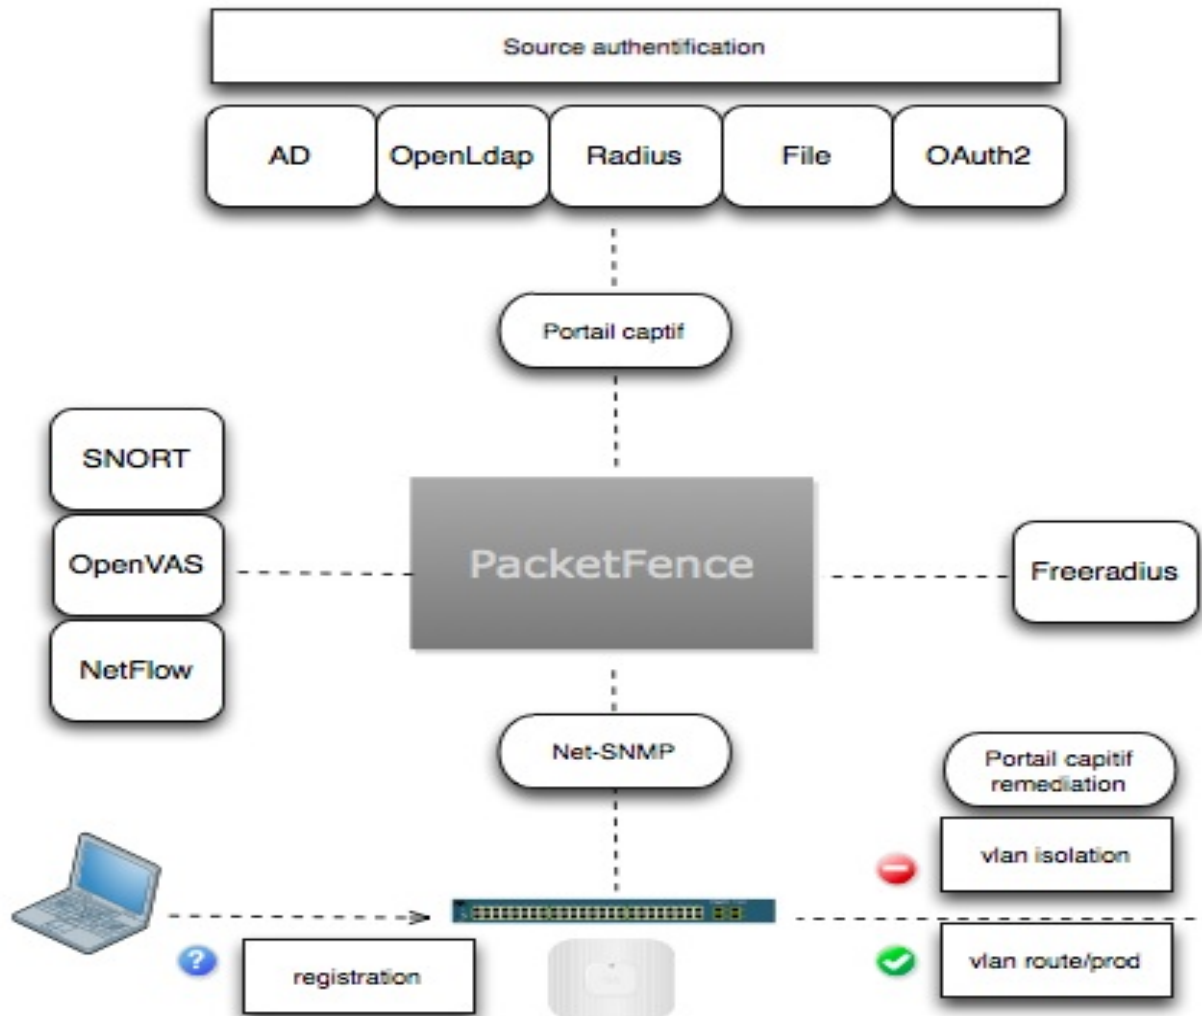 Source authentification
AD
OpenLdap
Radius
File
OAuth2
Portail captif
SNORT
OpenVAS
NetFlow
PacketFence
Freeradius
Net-SNMP
Portail capitif
remediation
vlan isolation
registration
vlan route/prod